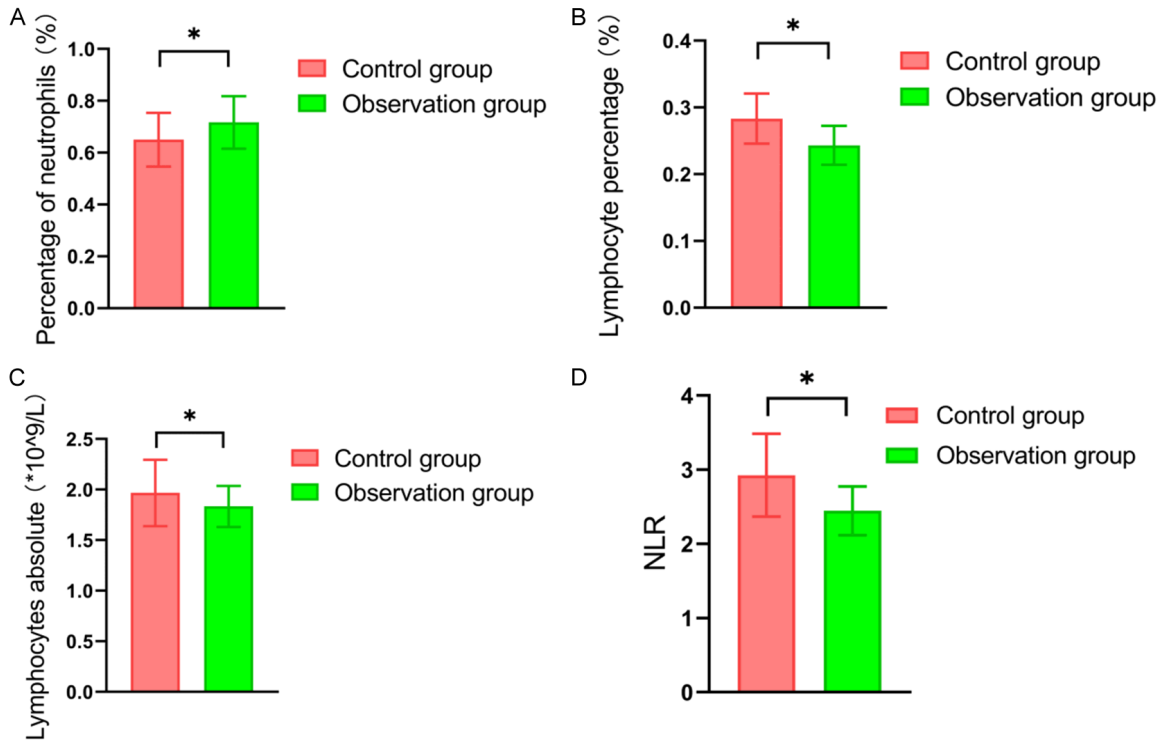 A
Percentage of neutrophils（%）
1.0
0.8
0.6
0.4
0.2
0.0
*
Control group
Observation group
B
Lymphocyte percentage（%）
0.4
0.3
0.2
0.1
0.0
*
Control group
Observation group
C
Lymphocytes absolute（*10^9/L）
2.5
2.0
1.5
1.0
0.5
0.0
*
Control group
Observation group
D
NLR
4
3
2
1
0
*
Control group
Observation group